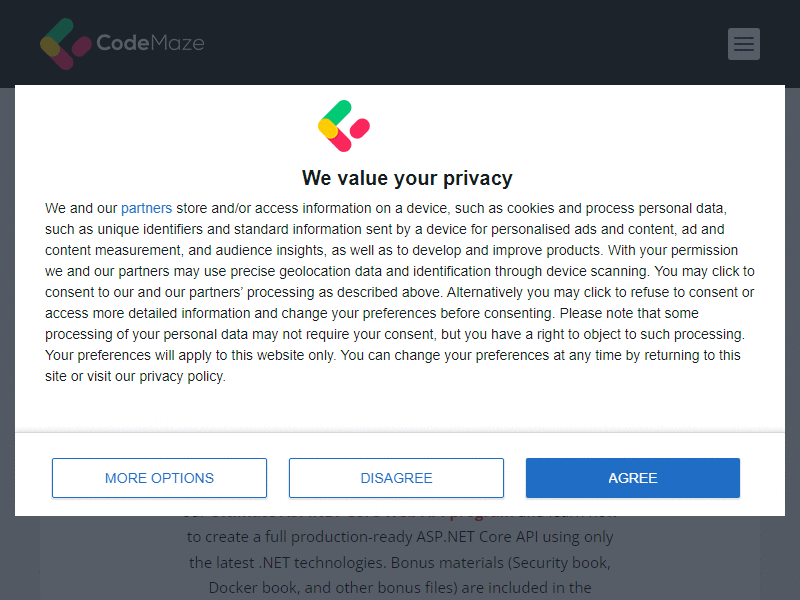 CodeMaze
We value your privacy
We and our partners store and/or access information on a device, such as cookies and process personal data,
such as unique identifiers and standard information sent by a device for personalised ads and content, ad and
content measurement, and audience insights, as well as to develop and improve products. With your permission
we and our partners may use precise geolocation data and identification through device scanning. You may click to
consent to our and our partners’ processing as described above. Alternatively you may click to refuse to consent or
access more detailed information and change your preferences before consenting. Please note that some
processing of your personal data may not require your consent, but you have a right to object to such processing.
Your preferences will apply to this website only. You can change your preferences at any time by returning to this
site or visit our privacy policy.
MORE OPTIONS
DISAGREE
AGREE
to create a full production-ready ASP.NET Core API using only
the latest .NET technologies. Bonus materials (Security book,
Docker book, and other bonus files) are included in the